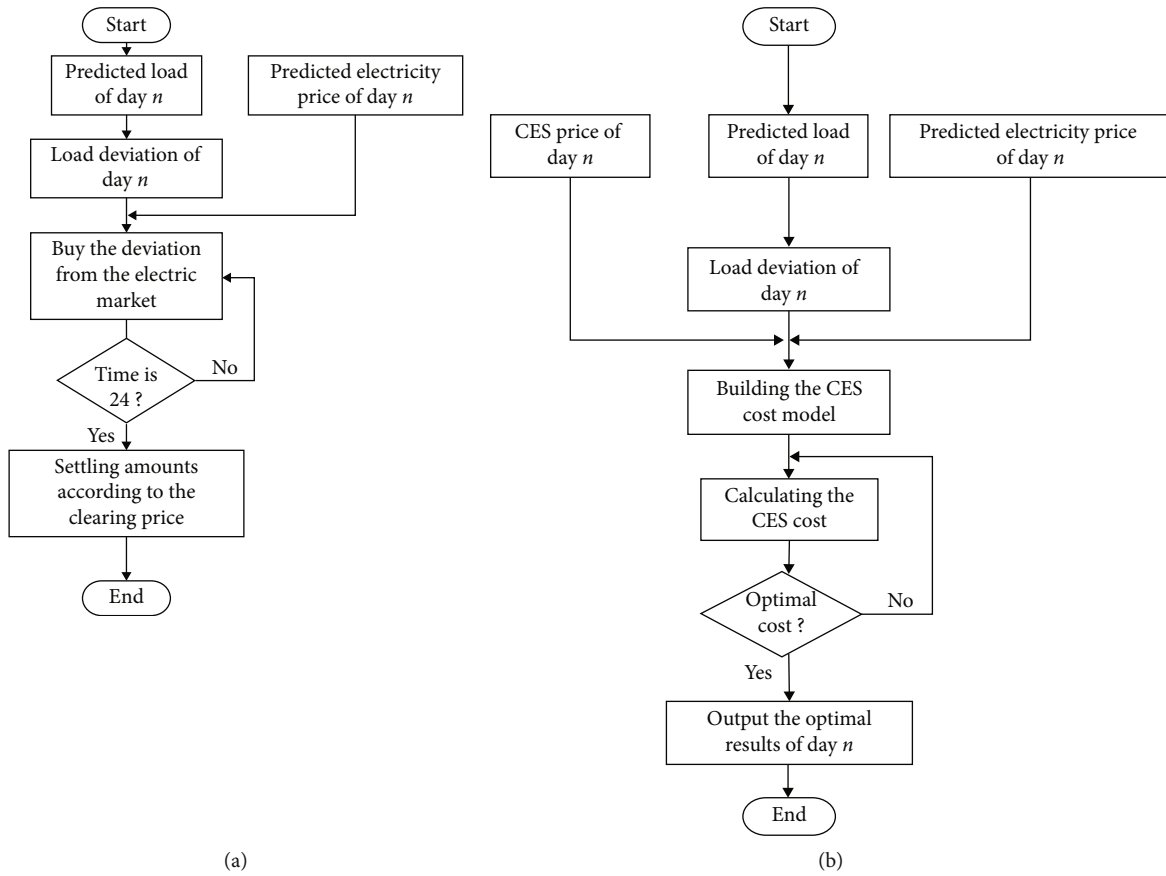 Start
Predicted load
of day n
Predicted electricity
price of day n
Load deviation of
day n
Buy the deviation
from the electric
market
Time is
24 ?
No
Yes
Settling amounts
according to the
clearing price
End
(a)
Start
CES price of
day n
Predicted load
of day n
Predicted electricity price
of day n
Load deviation of
day n
Building the CES
cost model
Calculating the
CES cost
Optimal
cost ?
No
Yes
Output the optimal
results of day n
End
(b)